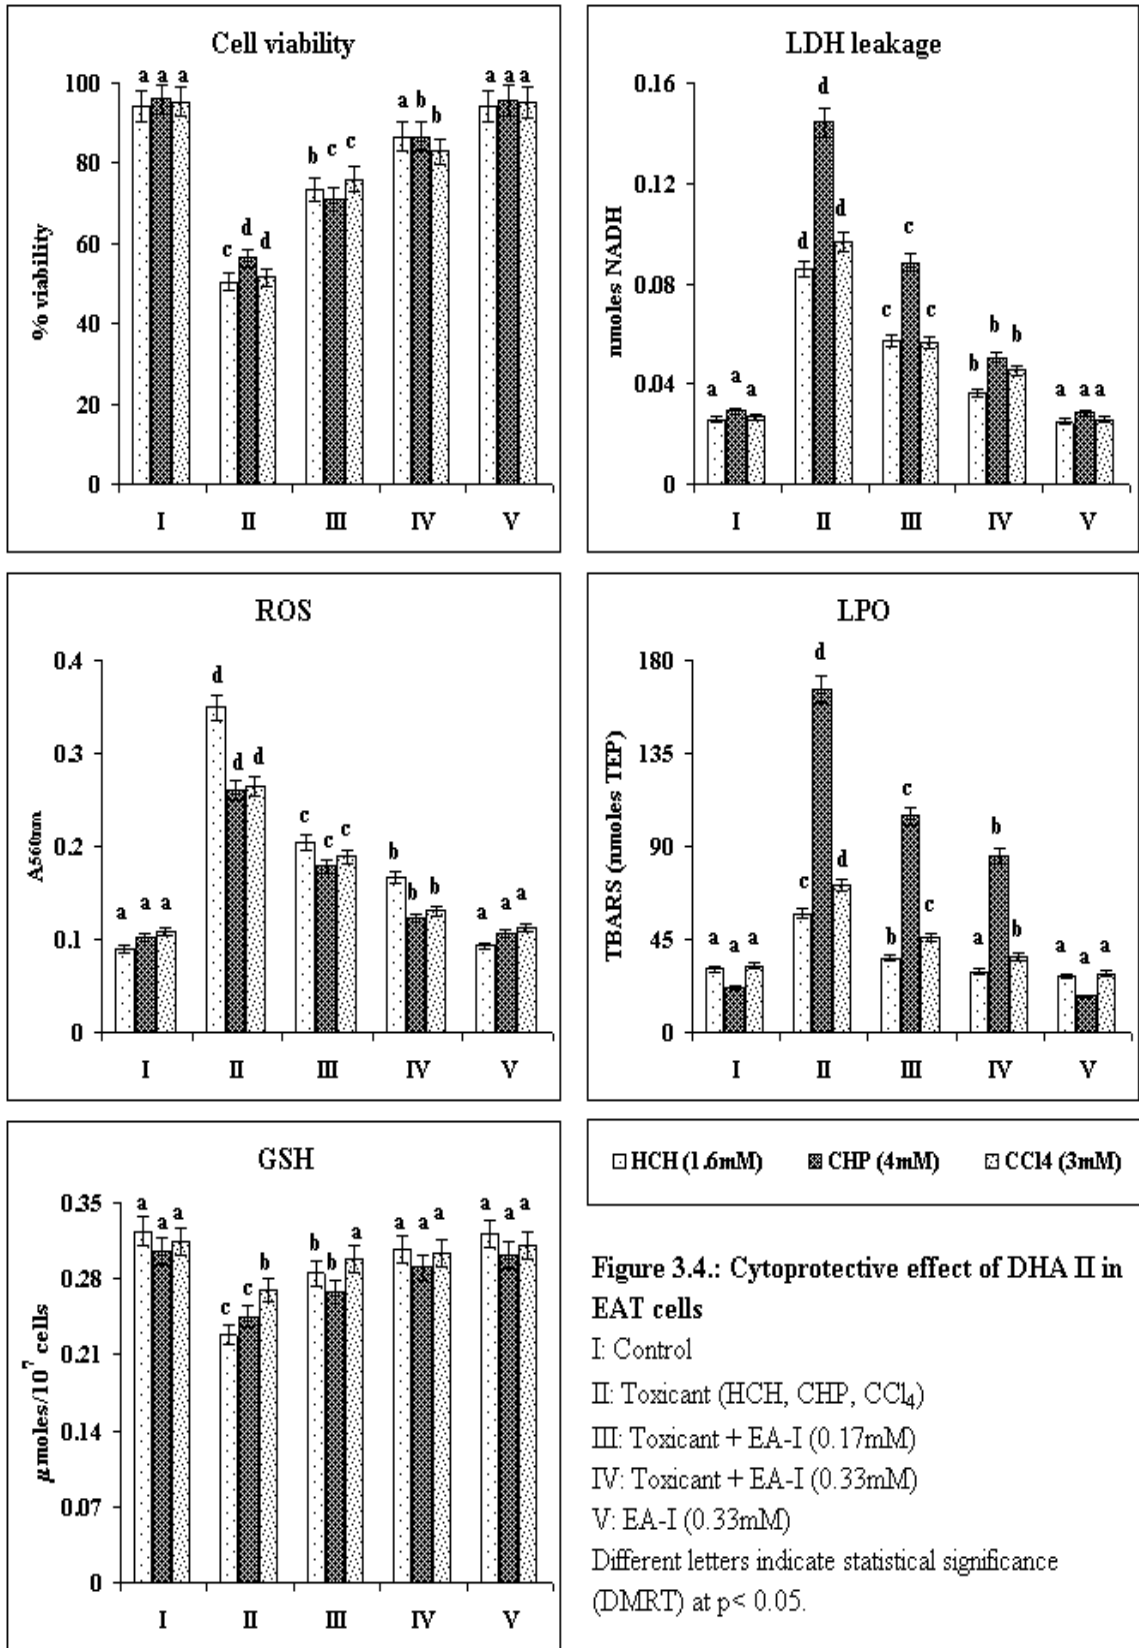 Cell viability
a a a
c d d
b c c
a b b
a a a
% viability
100
80
60
40
20
0
I II III IV V
LDH leakage
a a a
d d d
c c c
b b b
a a a
nmoles NADH
0.16
0.12
0.08
0.04
0
I II III IV V
ROS
a a a
d d d
c c c
b b b
a a a
A560nm
0.4
0.3
0.2
0.1
0
I II III IV V
LPO
a a a
c d d
b c c
a b b
a a a
TBARS (nmoles TEP)
180
135
90
45
0
I II III IV V
GSH
a a a
c c b
b b a
a a a
a a a
µmoles/10⁷ cells
0.35
0.28
0.21
0.14
0.07
0
I II III IV V
HCH (1.6mM) CHP (4mM) CCl4 (3mM)
Figure 3.4.: Cytoprotective effect of DHA II in
EAT cells
I: Control
II: Toxicant (HCH, CHP, CCl₄)
III: Toxicant + EA-I (0.17mM)
IV: Toxicant + EA-I (0.33mM)
V: EA-I (0.33mM)
Different letters indicate statistical significance
(DMRT) at p< 0.05.